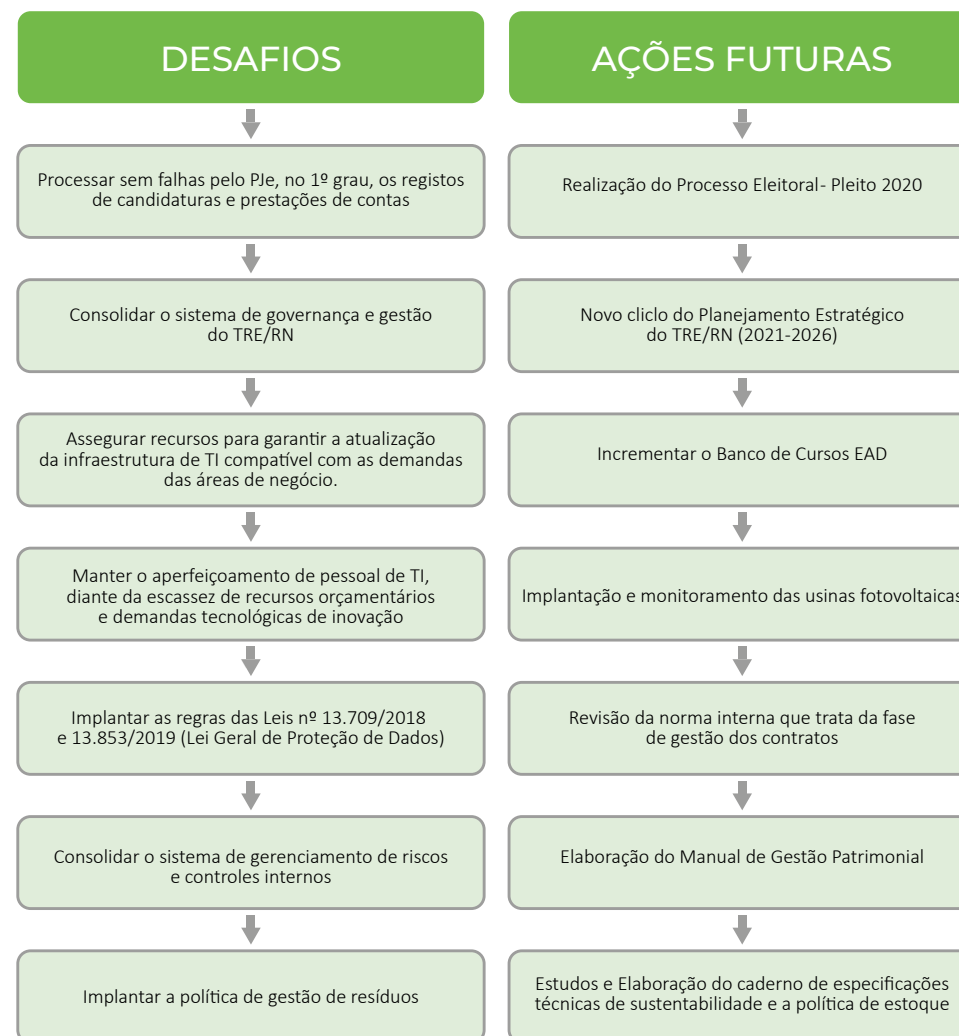 DESAFIOS
Processar sem falhas pelo PJe, no 1º grau, os registos
de candidaturas e prestações de contas
Consolidar o sistema de governança e gestão
do TRE/RN
Assegurar recursos para garantir a atualização
da infraestrutura de TI compatível com as demandas
das áreas de negócio.
Manter o aperfeiçoamento de pessoal de TI,
diante da escassez de recursos orçamentários
e demandas tecnológicas de inovação
Implantar as regras das Leis nº 13.709/2018
e 13.853/2019 (Lei Geral de Proteção de Dados)
Consolidar o sistema de gerenciamento de riscos
e controles internos
Implantar a política de gestão de resíduos
AÇÕES FUTURAS
Realização do Processo Eleitoral - Pleito 2020
Novo cliclo do Planejamento Estratégico
do TRE/RN (2021-2026)
Incrementar o Banco de Cursos EAD
Implantação e monitoramento das usinas fotovoltaicas
Revisão da norma interna que trata da fase
de gestão dos contratos
Elaboração do Manual de Gestão Patrimonial
Estudos e Elaboração do caderno de especificações
técnicas de sustentabilidade e a política de estoque